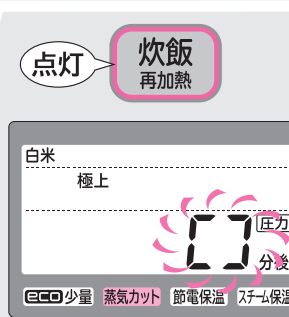 点灯
炊飯
再加熱
白米
極上
圧力
分後
eco少量 蒸気カット 節電保温 スチーム保温